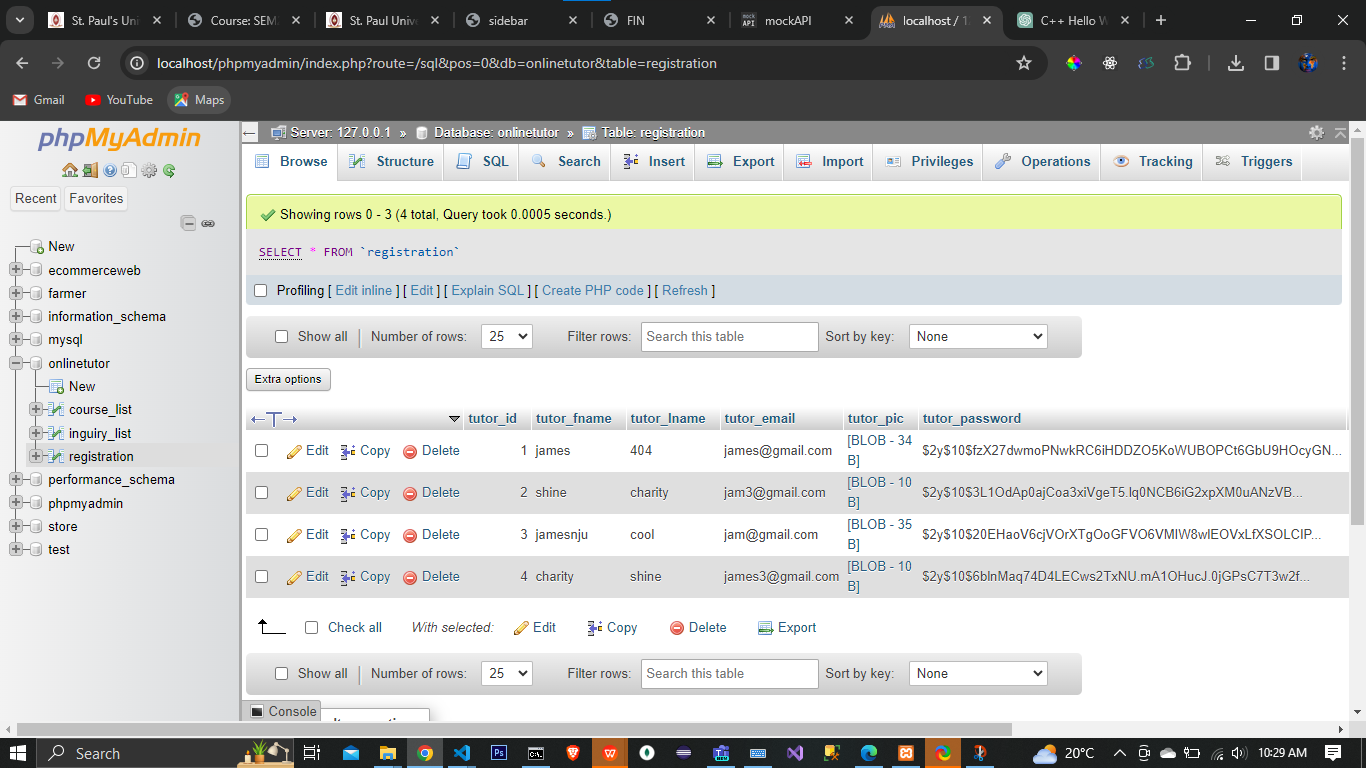 St. Paul's Uni
Course: SEM
St. Paul Unive
sidebar
FIN
mockAPI
localhost / 12
C++ Hello W
localhost/phpmyadmin/index.php?route=/sql&pos=0&db=onlinetutor&table=registration
Gmail YouTube Maps
phpMyAdmin
Recent Favorites
New
ecommerceweb
farmer
information_schema
mysql
onlinetutor
New
course_list
inguiry_list
registration
performance_schema
phpmyadmin
store
test
Server: 127.0.0.1 » Database: onlinetutor » Table: registration
Browse Structure SQL Search Insert Export Import Privileges Operations Tracking Triggers
Showing rows 0 - 3 (4 total, Query took 0.0005 seconds.)
SELECT * FROM `registration`
Profiling [ Edit inline ] [ Edit ] [ Explain SQL ] [ Create PHP code ] [ Refresh ]
Show all Number of rows: 25 Filter rows: Search this table Sort by key: None
Extra options
tutor_id tutor_fname tutor_lname tutor_email tutor_pic tutor_password
Edit Copy Delete 1 james 404 james@gmail.com [BLOB - 34 B] $2y$10$fzX27dwmoPNwkRC6iHDDZO5KoWUBOPCt6GbU9HOcyGN...
Edit Copy Delete 2 shine charity jam3@gmail.com [BLOB - 10 B] $2y$10$3L1OdAp0ajCoa3xiVgeT5.lq0NCB6iG2xpXM0uANzVB...
Edit Copy Delete 3 jamesnju cool jam@gmail.com [BLOB - 35 B] $2y$10$20EHaoV6cjVOrXTgOoGFVO6VMIW8wlEOVxLfXSOLCIP...
Edit Copy Delete 4 charity shine james3@gmail.com [BLOB - 10 B] $2y$10$6blnMaq74D4LECws2TxNU.mA1OHucJ.0jGPsC7T3w2f...
Check all With selected: Edit Copy Delete Export
Show all Number of rows: 25 Filter rows: Search this table Sort by key: None
Console
Search
20°C
10:29 AM